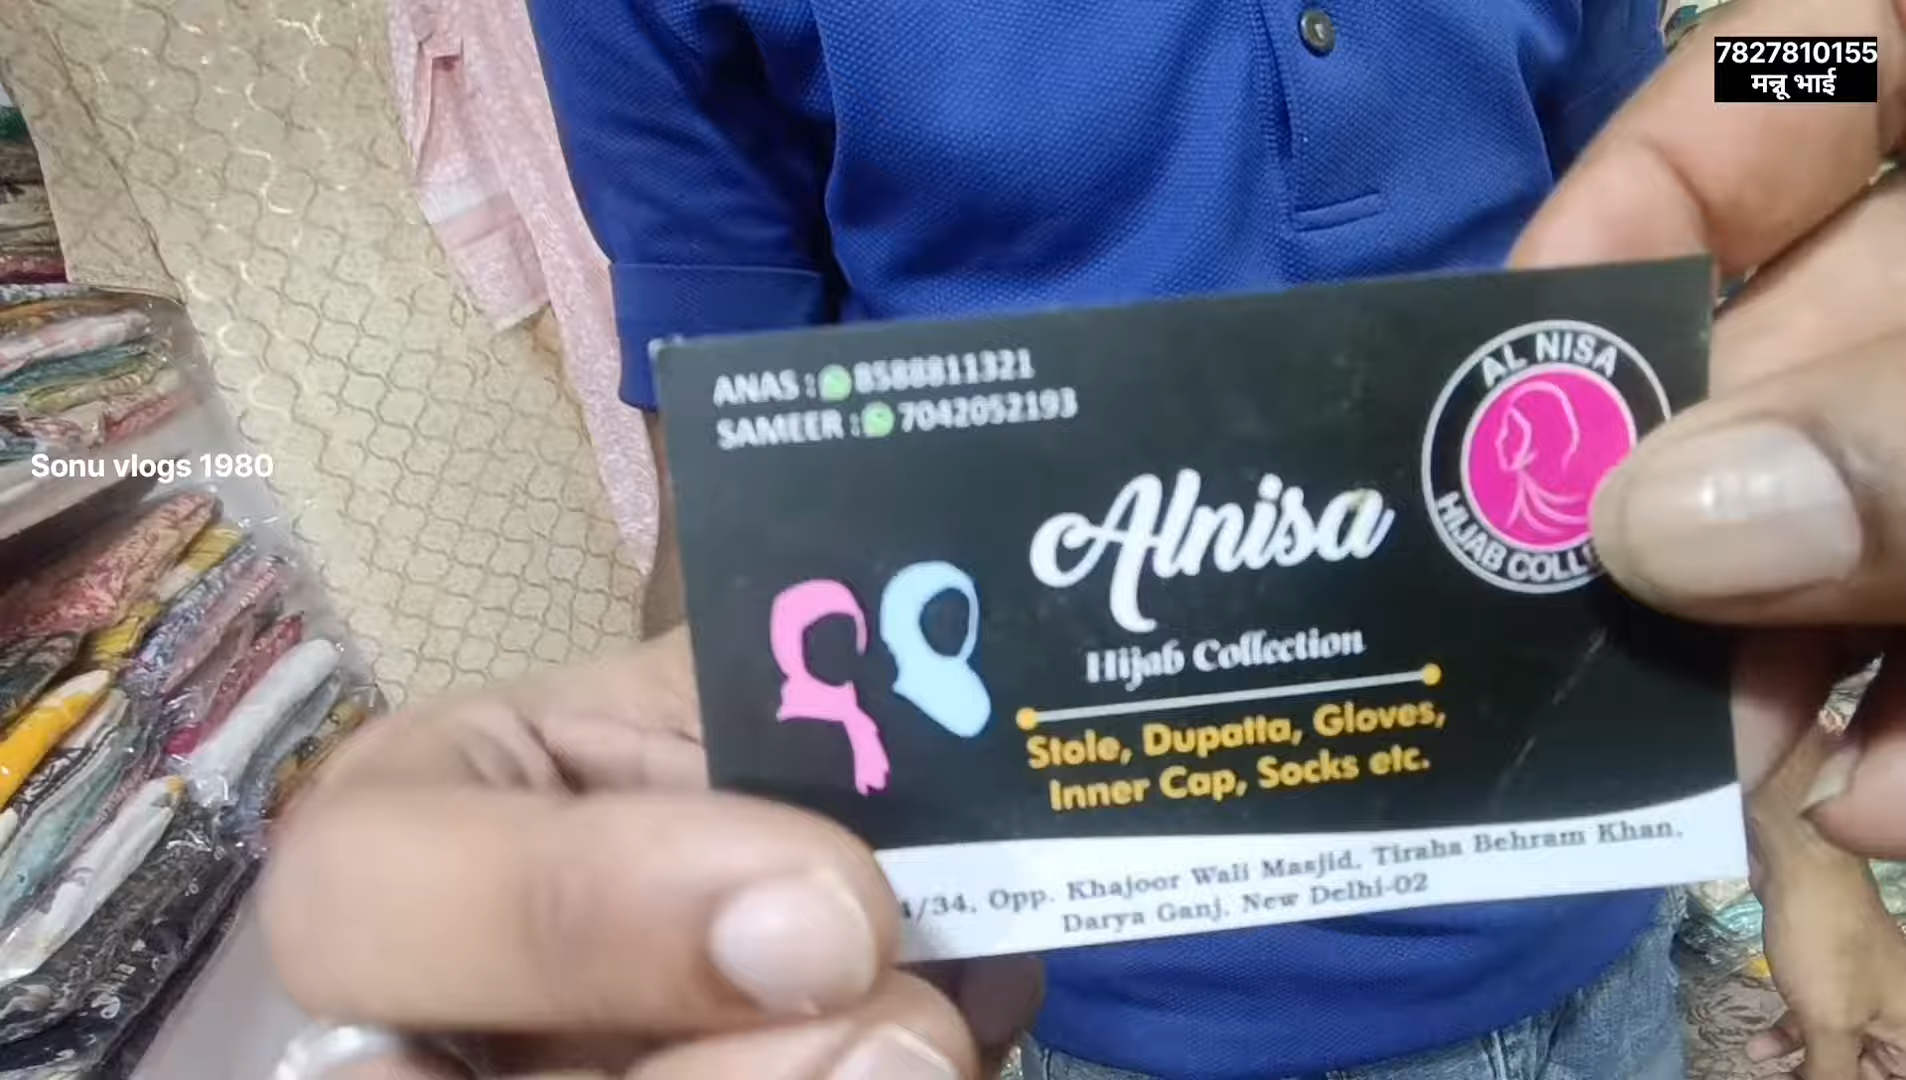 7827810155
मन्नू भाई
ANAS : 8588811321
SAMEER : 7042052193
AL NISA
HIJAB COLL
Alnisa
Hijab Collection
Stole, Dupatta, Gloves,
Inner Cap, Socks etc.
/34, Opp. Khajoor Wali Masjid, Tiraha Behram Khan,
Darya Ganj, New Delhi-02
Sonu vlogs 1980